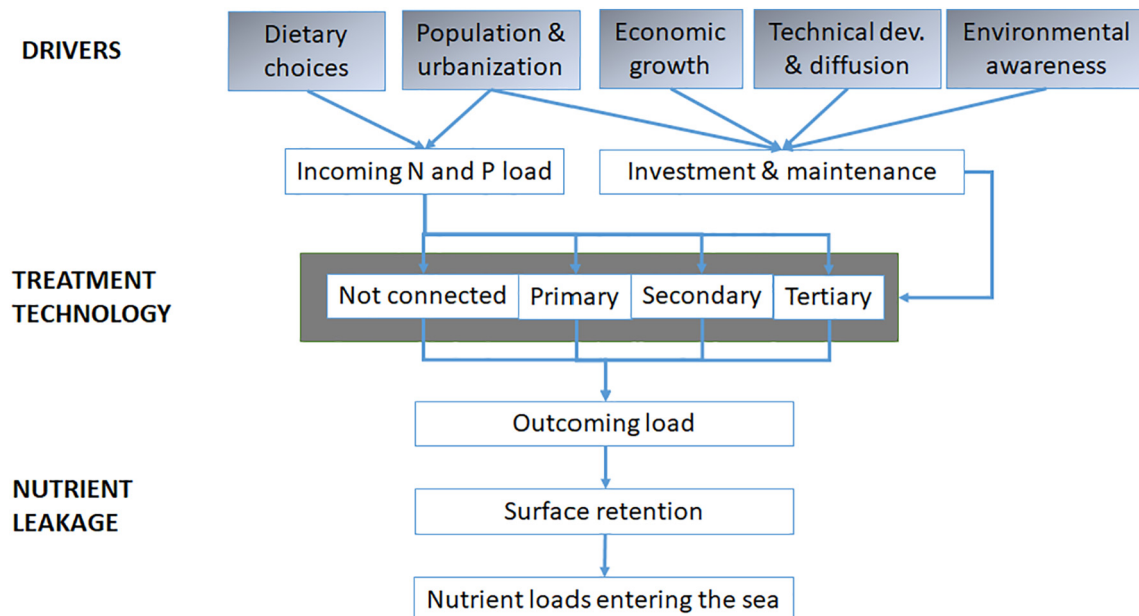 DRIVERS
Dietary
choices
Population &
urbanization
Economic
growth
Technical dev.
& diffusion
Environmental
awareness
Incoming N and P load
Investment & maintenance
TREATMENT
TECHNOLOGY
Not connected
Primary
Secondary
Tertiary
Outcoming load
NUTRIENT
LEAKAGE
Surface retention
Nutrient loads entering the sea